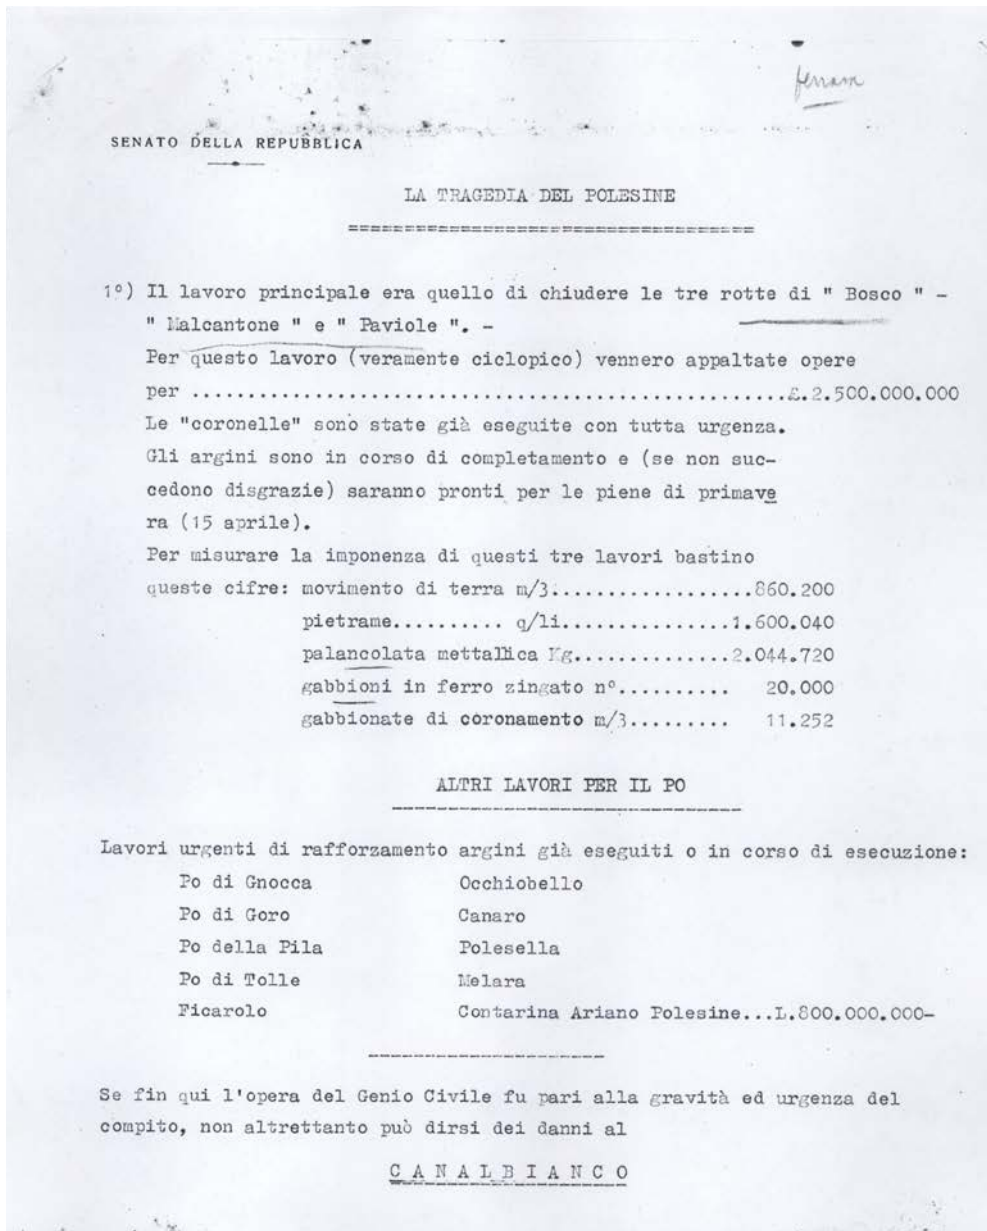 SENATO DELLA REPUBBLICA
LA TRAGEDIA DEL POLESINE
====================================
1º) Il lavoro principale era quello di chiudere le tre rotte di " Bosco " -
" Malcantone " e " Paviole ". -
Per questo lavoro (veramente ciclopico) vennero appaltate opere
per .....................................................£.2.500.000.000
Le "coronelle" sono state già eseguite con tutta urgenza.
Gli argini sono in corso di completamento e (se non suc-
cedono disgrazie) saranno pronti per le piene di primave
ra (15 aprile).
Per misurare la imponenza di questi tre lavori bastino
queste cifre: movimento di terra m/3..................860.200
pietrame.......... q/li...............1.600.040
palancolata mettallica Kg..............2.044.720
gabbioni in ferro zingato nº.......... 20.000
gabbionate di coronamento m/3......... 11.252
ALTRI LAVORI PER IL PO
--------------------------------
Lavori urgenti di rafforzamento argini già eseguiti o in corso di esecuzione:
Po di Gnocca Occhiobello
Po di Goro Canaro
Po della Pila Polesella
Po di Tolle Melara
Ficarolo Contarina Ariano Polesine...L.800.000.000-
----------------------
Se fin qui l'opera del Genio Civile fu pari alla gravità ed urgenza del
compito, non altrettanto può dirsi dei danni al
C A N A L B I A N C O